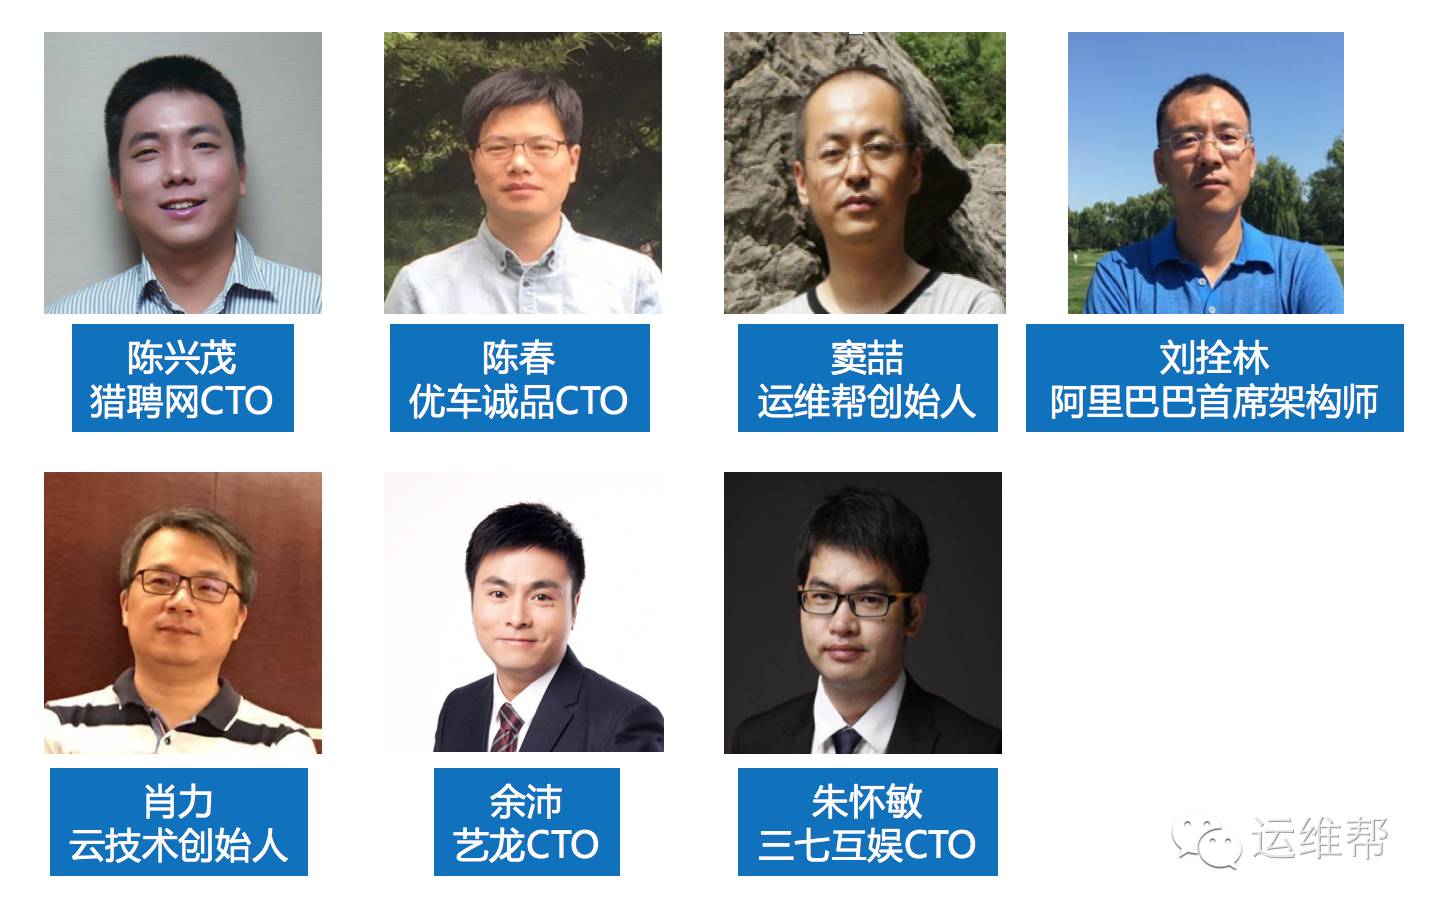 陈兴茂
猎聘网CTO
陈春
优车诚品CTO
窦喆
运维帮创始人
刘拴林
阿里巴巴首席架构师
肖力
云技术创始人
余沛
艺龙CTO
朱怀敏
三七互娱CTO
运维帮